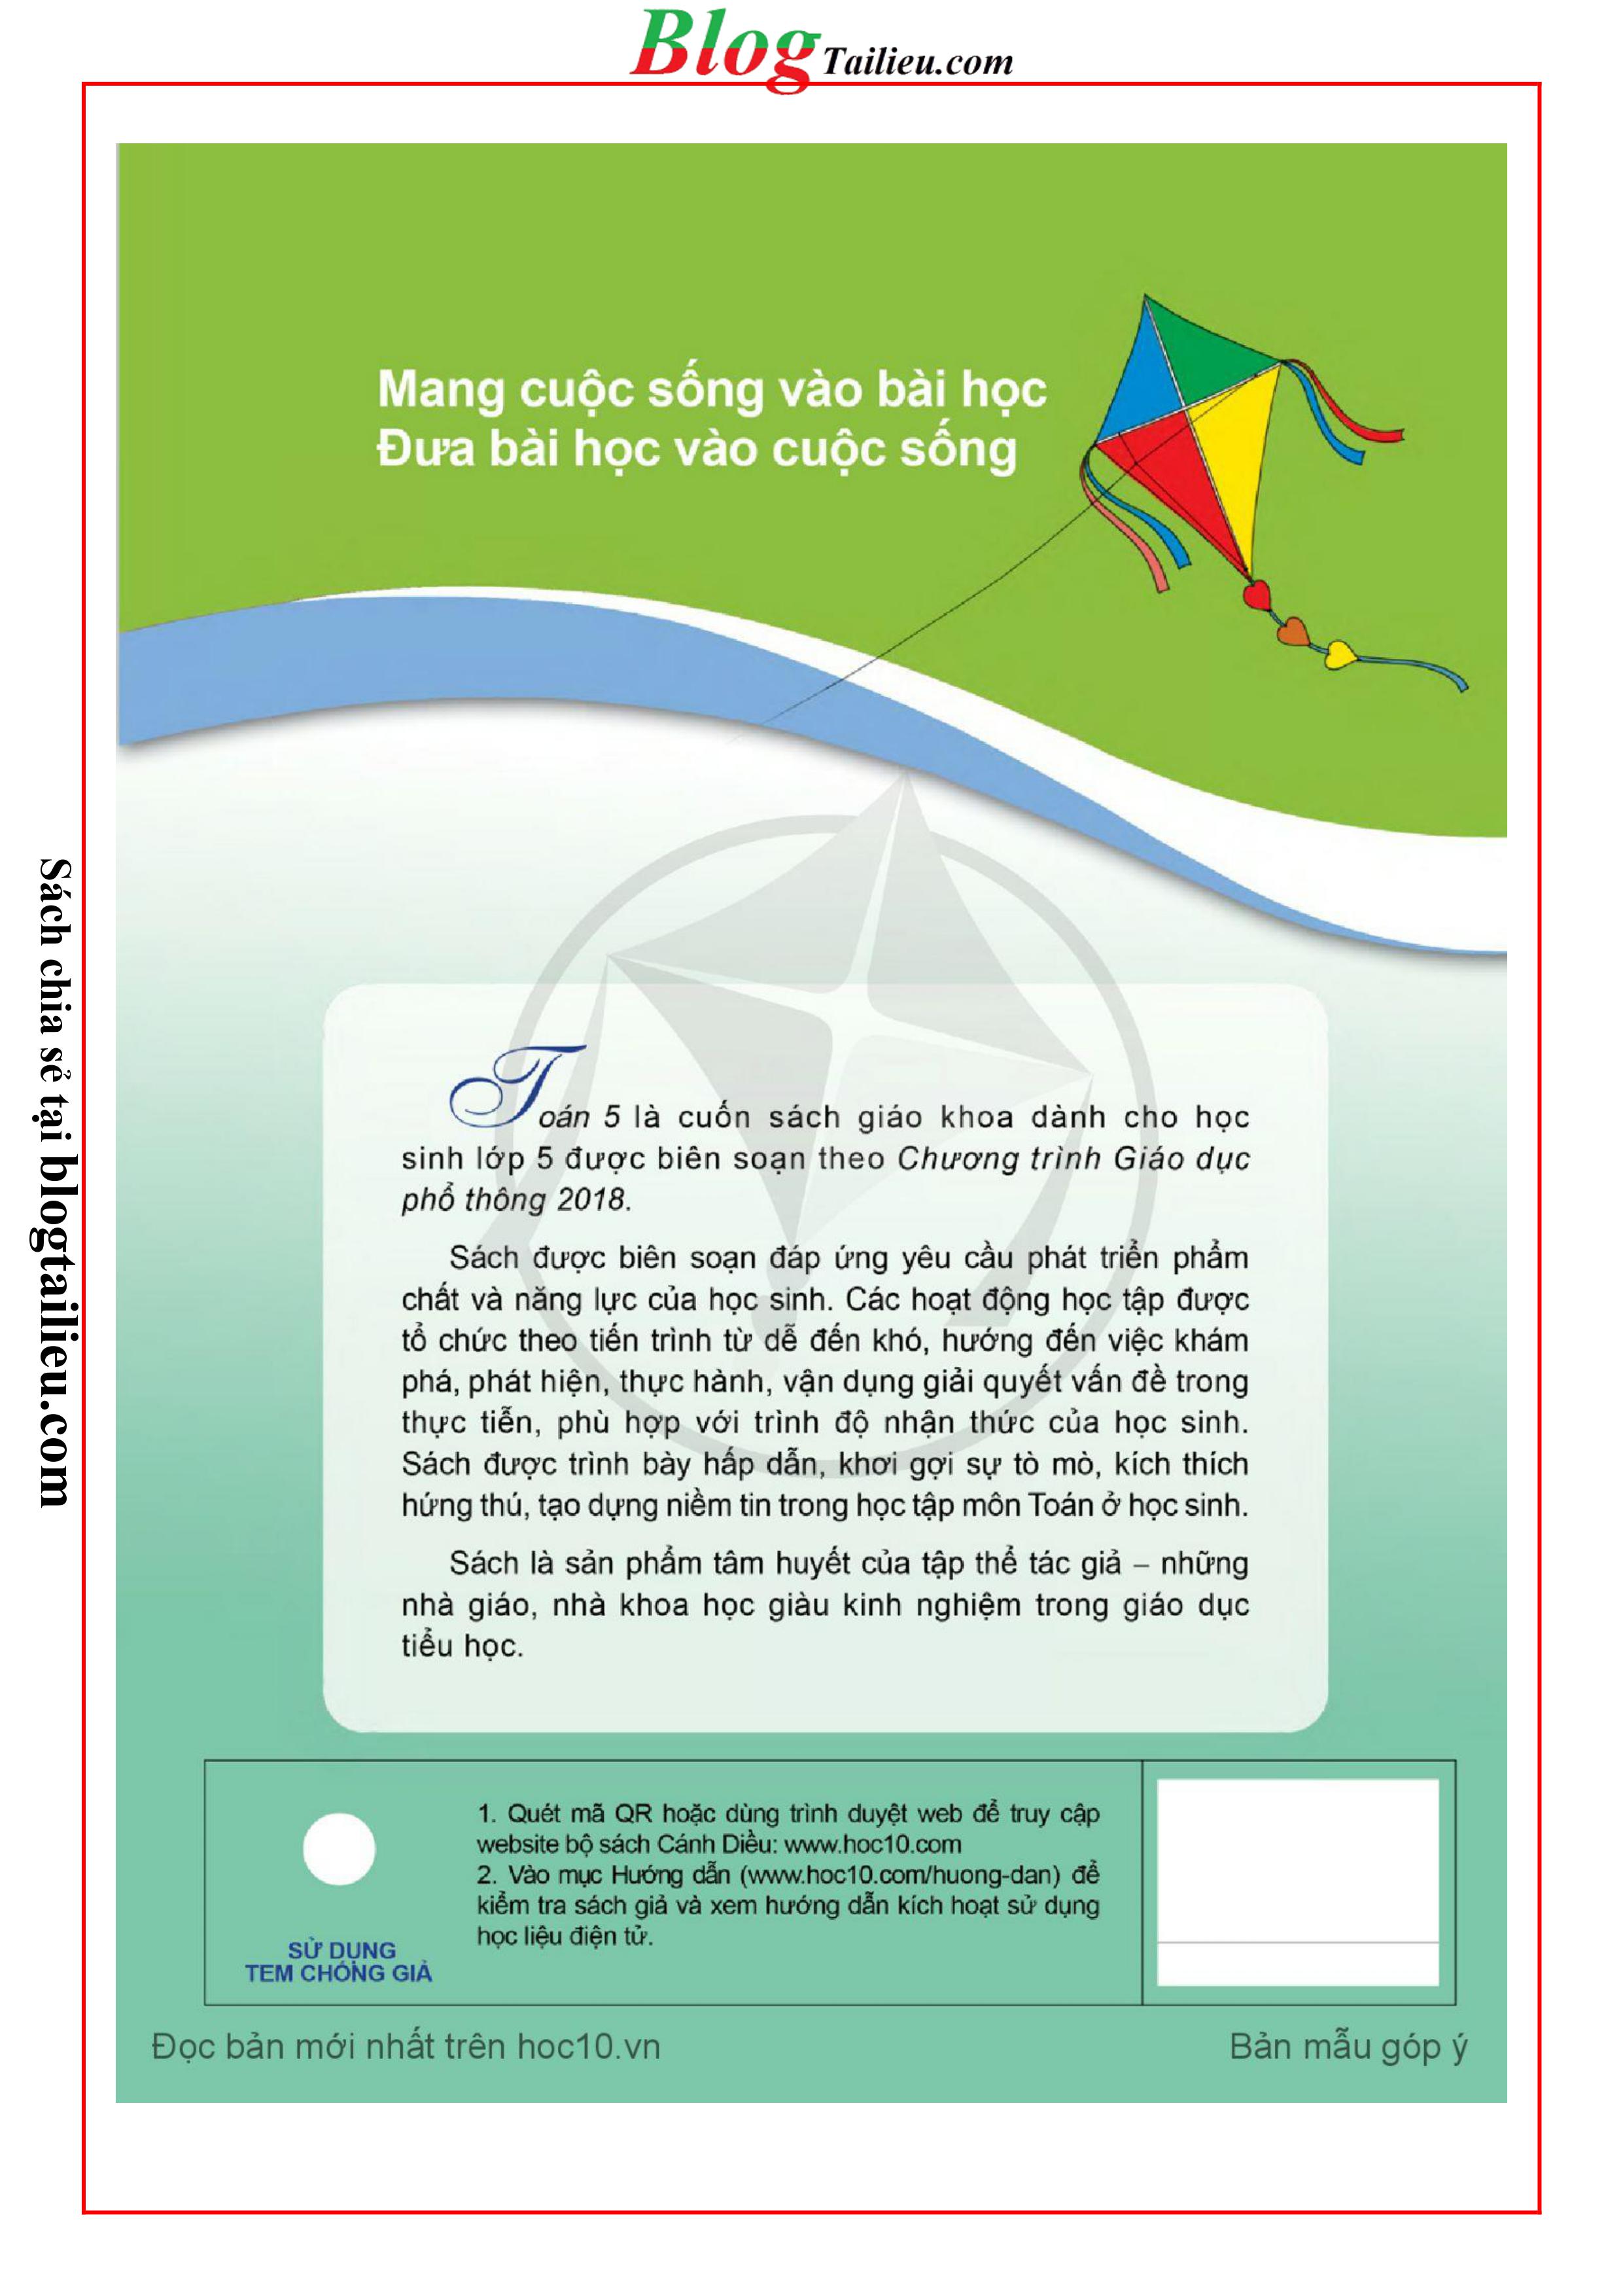 Blog Tailieu.com
Mang cuộc sống vào bài học
Đưa bài học vào cuộc sống
Sách chia sẻ tại blogtailieu.com
Toán 5 là cuốn sách giáo khoa dành cho học
sinh lớp 5 được biên soạn theo Chương trình Giáo dục
phổ thông 2018.
Sách được biên soạn đáp ứng yêu cầu phát triển phẩm
chất và năng lực của học sinh. Các hoạt động học tập được
tổ chức theo tiến trình từ dễ đến khó, hướng đến việc khám
phá, phát hiện, thực hành, vận dụng giải quyết vấn đề trong
thực tiễn, phù hợp với trình độ nhận thức của học sinh.
Sách được trình bày hấp dẫn, khơi gợi sự tò mò, kích thích
hứng thú, tạo dựng niềm tin trong học tập môn Toán ở học sinh.
Sách là sản phẩm tâm huyết của tập thể tác giả – những
nhà giáo, nhà khoa học giàu kinh nghiệm trong giáo dục
tiểu học.
SỬ DỤNG
TEM CHỐNG GIẢ
1. Quét mã QR hoặc dùng trình duyệt web để truy cập
website bộ sách Cánh Diều: www.hoc10.com
2. Vào mục Hướng dẫn (www.hoc10.com/huong-dan) để
kiểm tra sách giả và xem hướng dẫn kích hoạt sử dụng
học liệu điện tử.
Đọc bản mới nhất trên hoc10.vn
Bản mẫu góp ý